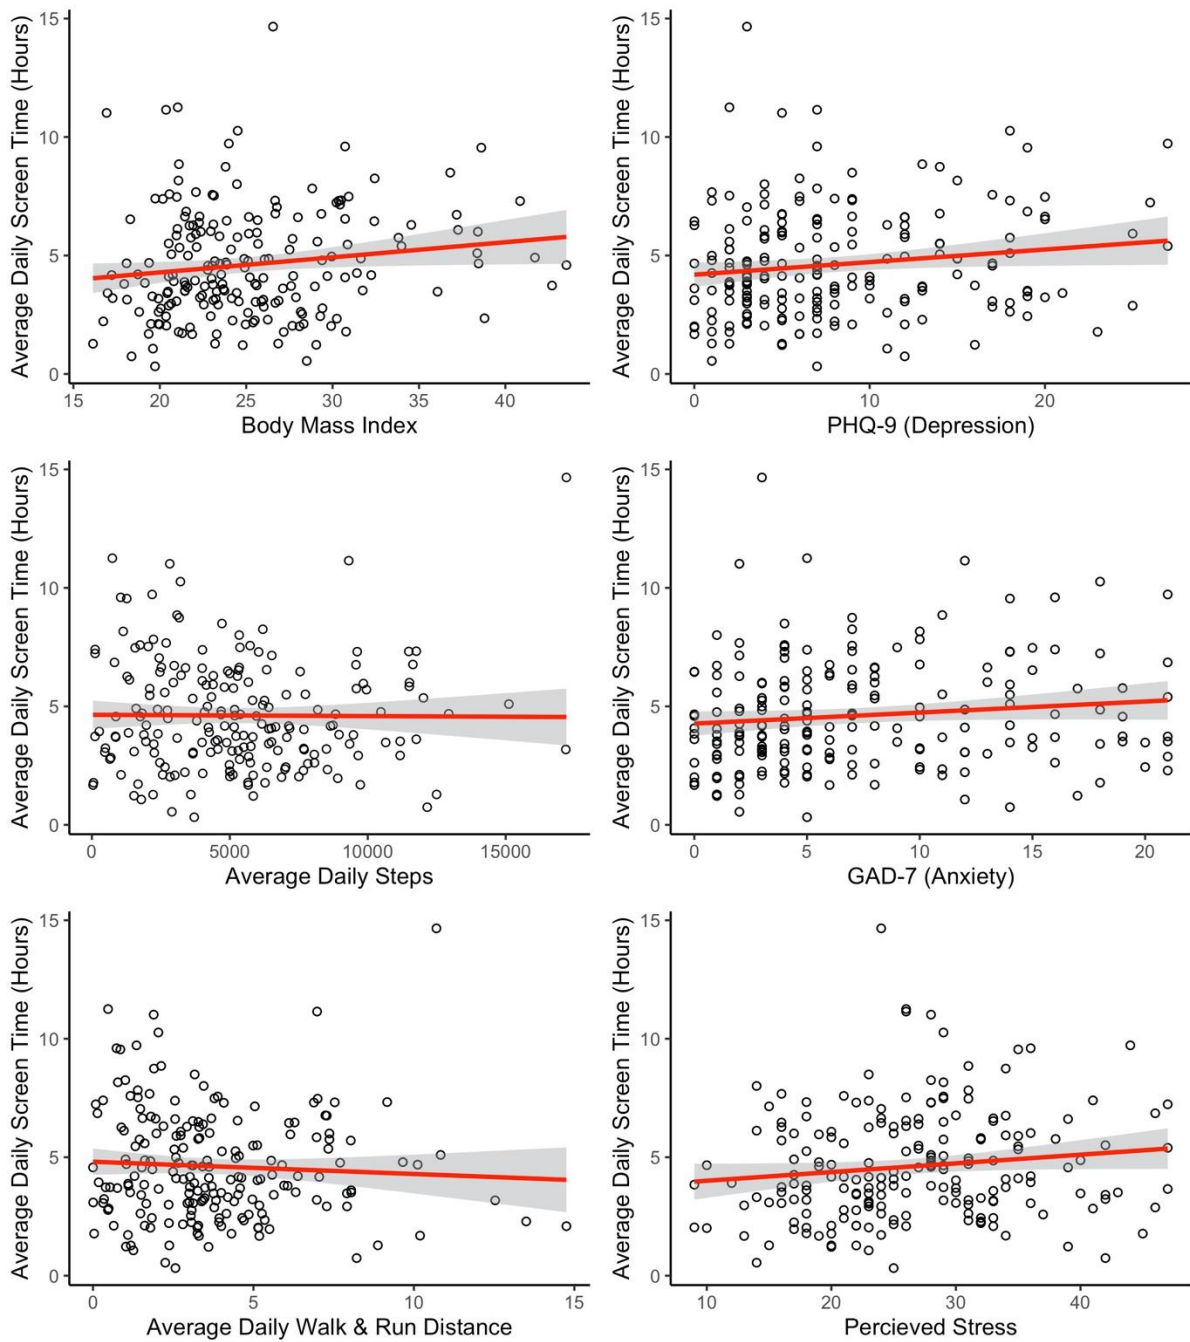 Average Daily Screen Time (Hours)
15
10
5
0
15 20 25 30 35 40
Body Mass Index
Average Daily Screen Time (Hours)
15
10
5
0
0 10 20
PHQ-9 (Depression)
Average Daily Screen Time (Hours)
15
10
5
0
0 5000 10000 15000
Average Daily Steps
Average Daily Screen Time (Hours)
15
10
5
0
0 5 10 15 20
GAD-7 (Anxiety)
Average Daily Screen Time (Hours)
15
10
5
0
0 5 10 15
Average Daily Walk & Run Distance
Average Daily Screen Time (Hours)
15
10
5
0
10 20 30 40
Percieved Stress